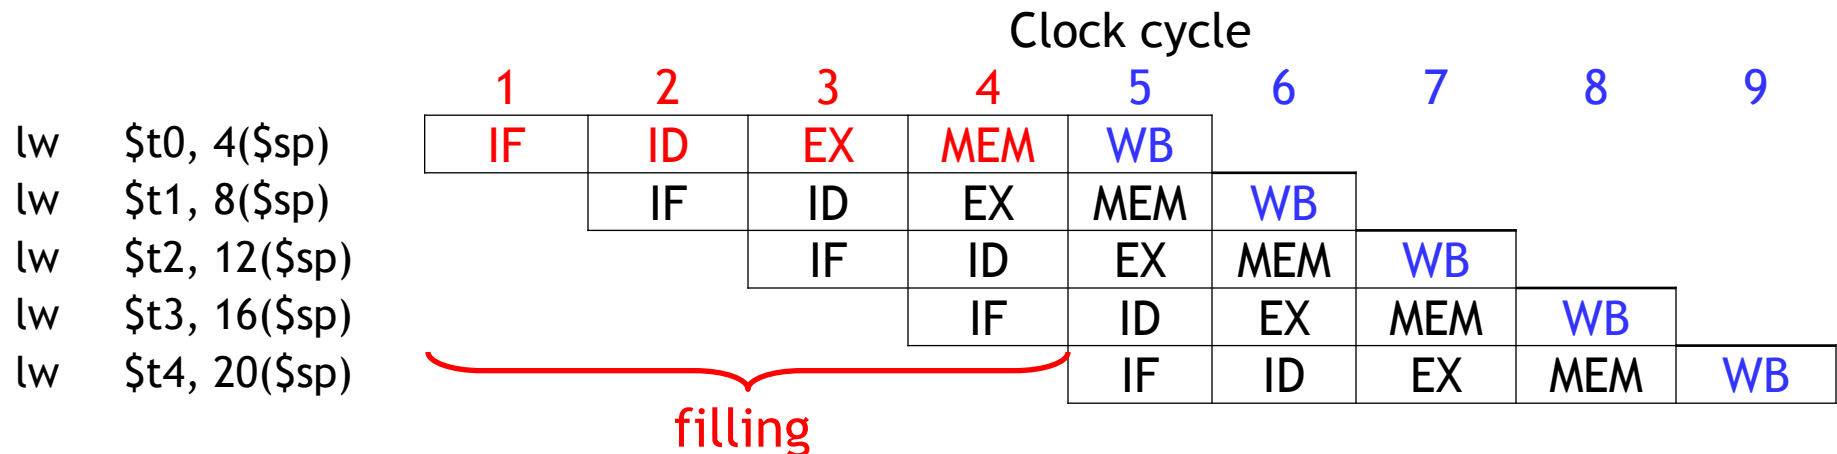 Clock cycle
1 2 3 4 5 6 7 8 9
lw $t0, 4($sp) IF ID EX MEM WB
lw $t1, 8($sp) IF ID EX MEM WB
lw $t2, 12($sp) IF ID EX MEM WB
lw $t3, 16($sp) IF ID EX MEM WB
lw $t4, 20($sp) IF ID EX MEM WB
filling